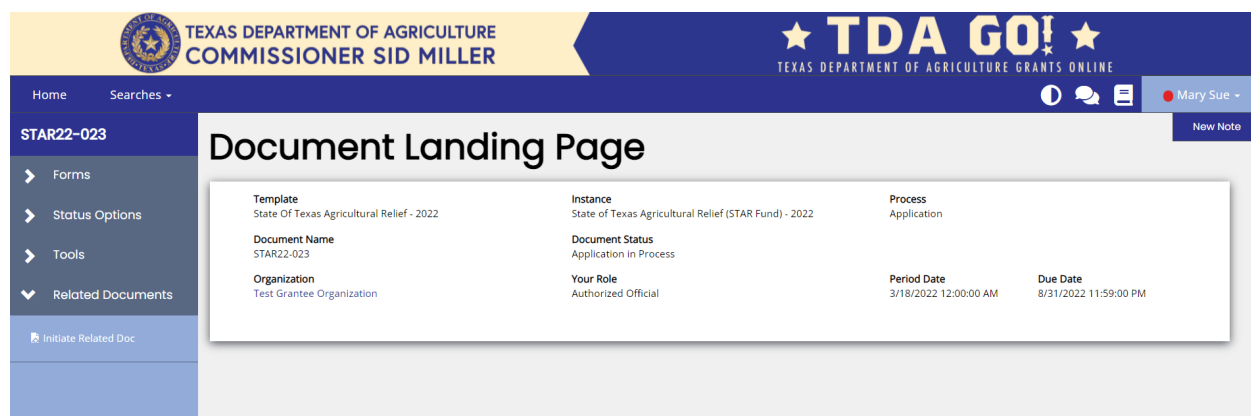 TEXAS DEPARTMENT OF AGRICULTURE
COMMISSIONER SID MILLER
TDA GO!
TEXAS DEPARTMENT OF AGRICULTURE GRANTS ONLINE
Home Searches
Mary Sue
New Note
STAR22-023
Forms
Status Options
Tools
Related Documents
Initiate Related Doc
Document Landing Page
Template Instance Process
State Of Texas Agricultural Relief - 2022 State of Texas Agricultural Relief (STAR Fund) - 2022 Application
Document Name Document Status
STAR22-023 Application in Process
Organization Your Role Period Date Due Date
Test Grantee Organization Authorized Official 3/18/2022 12:00:00 AM 8/31/2022 11:59:00 PM